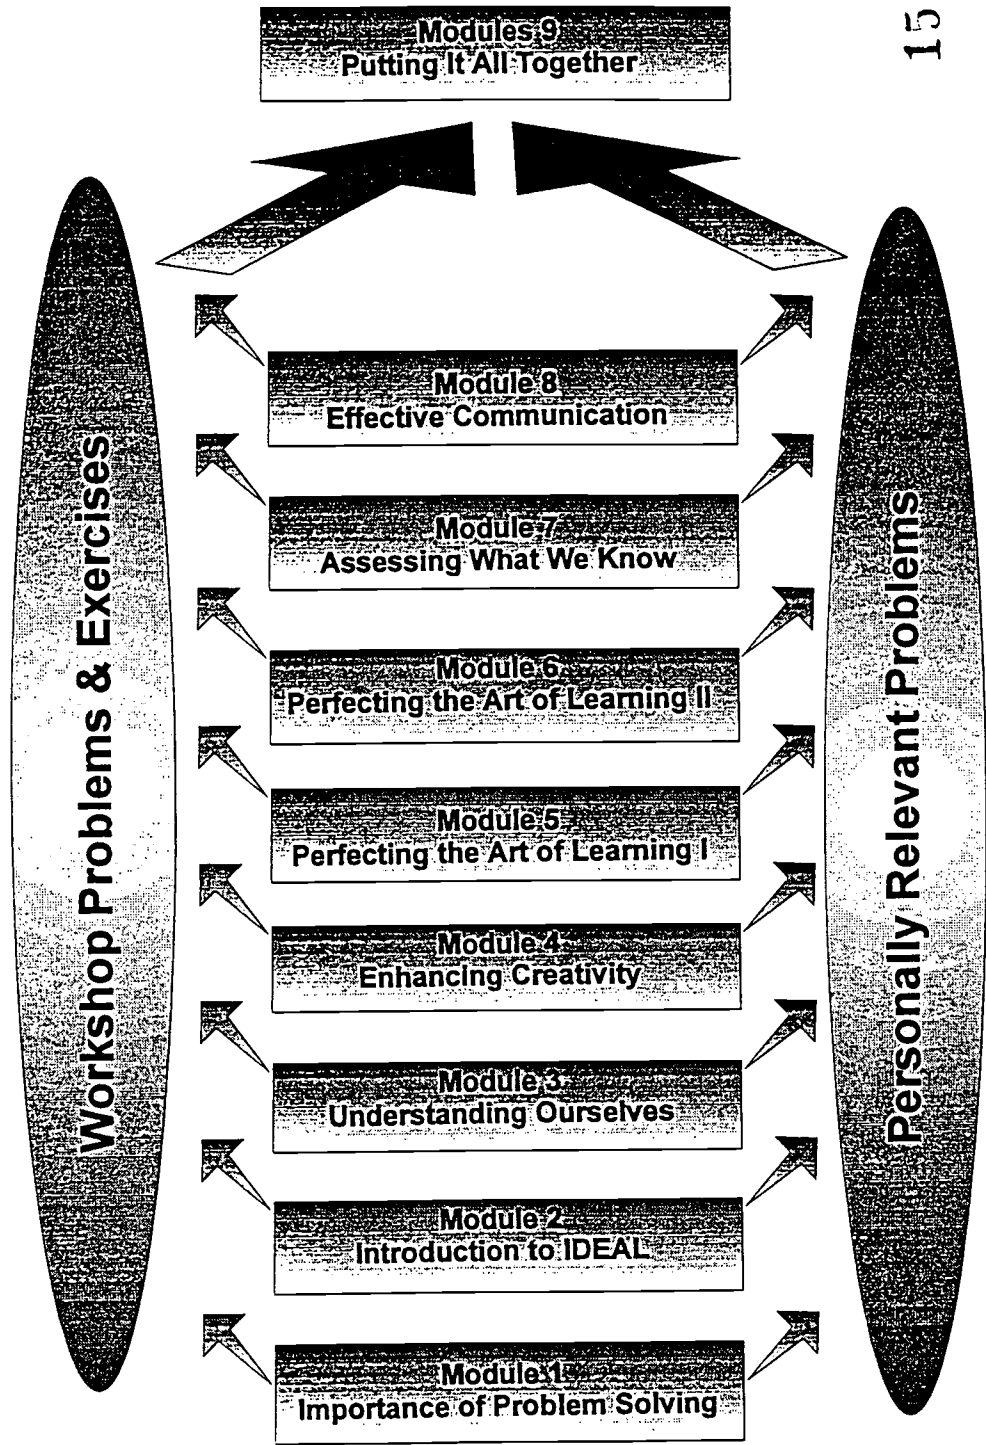 Modules 9
Putting It All Together
15
Workshop Problems & Exercises
Personally Relevant Problems
Module 8
Effective Communication
Module 7
Assessing What We Know
Module 6
Perfecting the Art of Learning II
Module 5
Perfecting the Art of Learning I
Module 4
Enhancing Creativity
Module 3
Understanding Ourselves
Module 2
Introduction to IDEAL
Module 1
Importance of Problem Solving